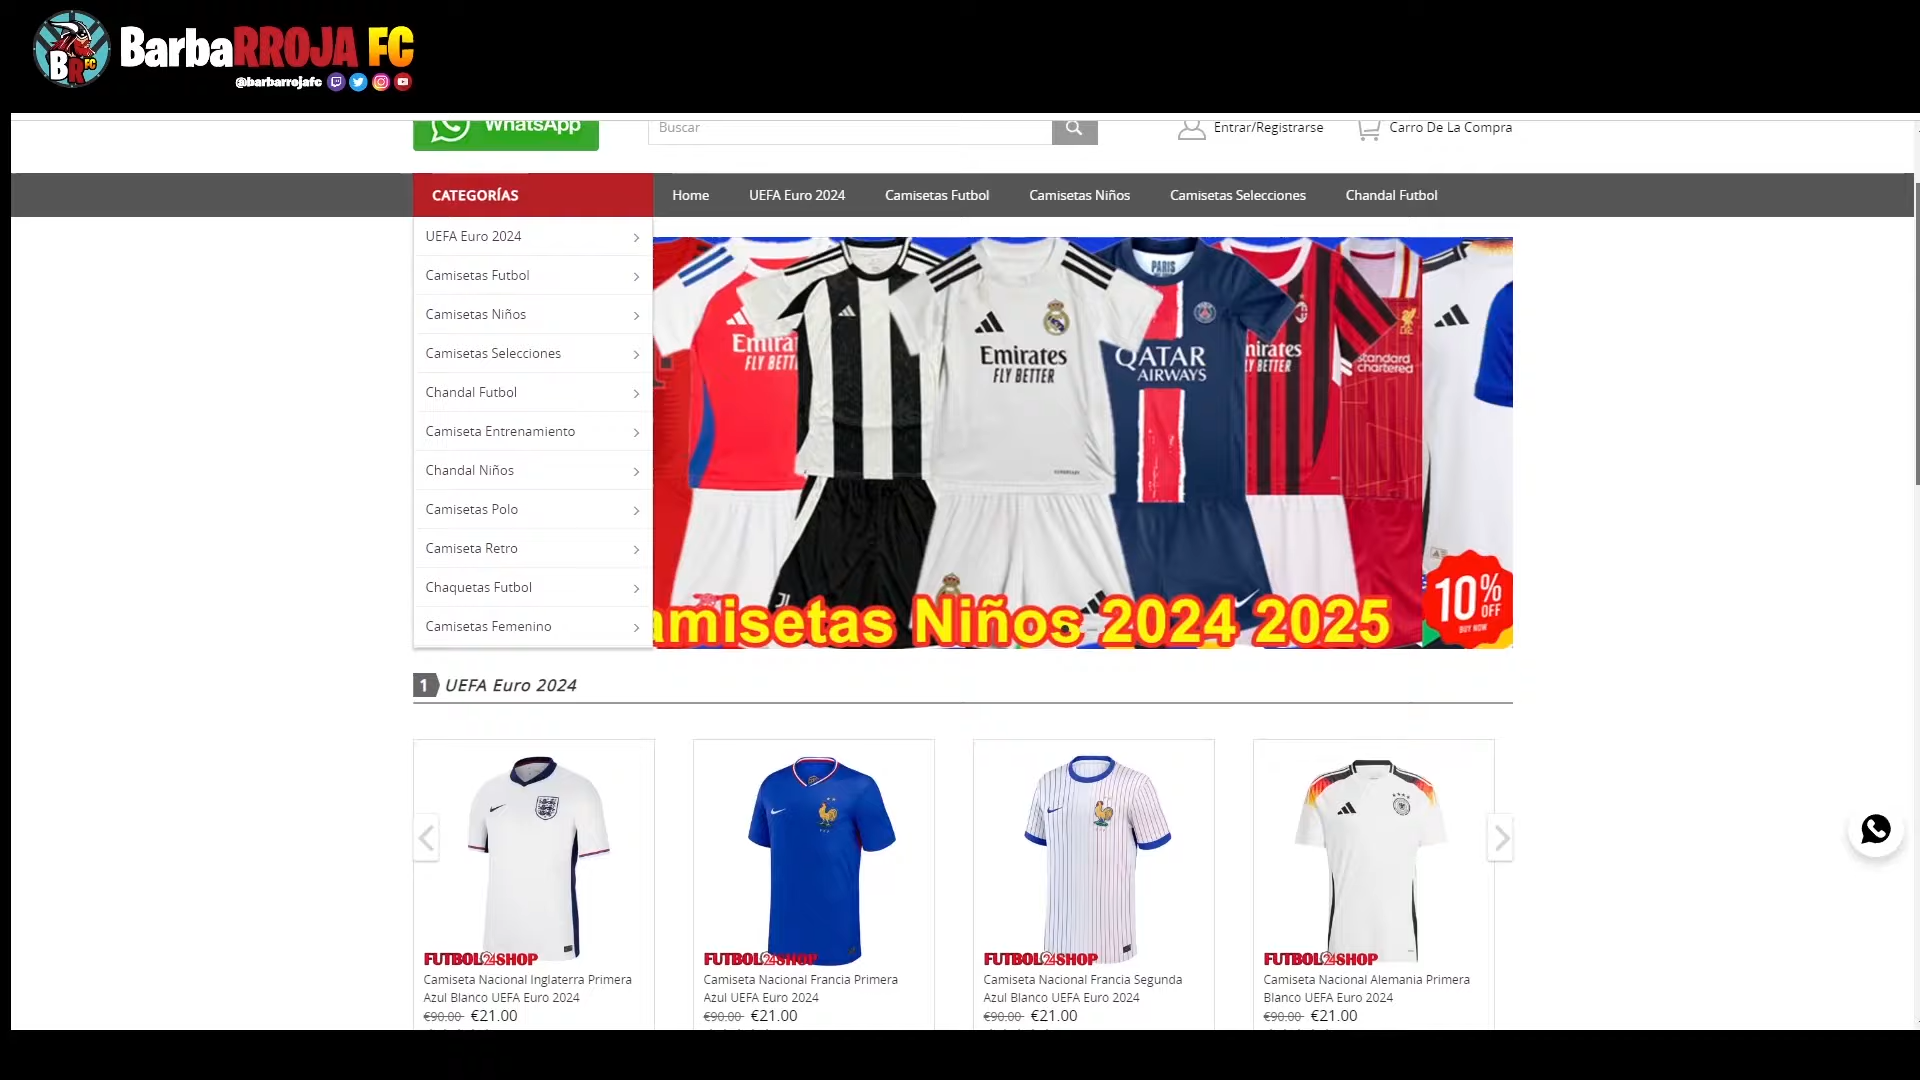 BarbaRROJA FC
@barbarrojafc
WhatsApp
Buscar
Entrar/Registrarse
Carro De La Compra
CATEGORÍAS
Home
UEFA Euro 2024
Camisetas Futbol
Camisetas Niños
Camisetas Selecciones
Chandal Futbol
UEFA Euro 2024
Camisetas Futbol
Camisetas Niños
Camisetas Selecciones
Chandal Futbol
Camiseta Entrenamiento
Chandal Niños
Camisetas Polo
Camiseta Retro
Chaquetas Futbol
Camisetas Femenino
Emirates
FLY BETTER
PARIS
QATAR
AIRWAYS
standard
chartered
amisetas Niños 2024 2025
10% OFF
BUY NOW
1 UEFA Euro 2024
FUTBOL24SHOP
Camiseta Nacional Inglaterra Primera
Azul Blanco UEFA Euro 2024
€90.00 €21.00
FUTBOL24SHOP
Camiseta Nacional Francia Primera
Azul UEFA Euro 2024
€90.00 €21.00
FUTBOL24SHOP
Camiseta Nacional Francia Segunda
Azul Blanco UEFA Euro 2024
€90.00 €21.00
FUTBOL24SHOP
Camiseta Nacional Alemania Primera
Blanco UEFA Euro 2024
€90.00 €21.00